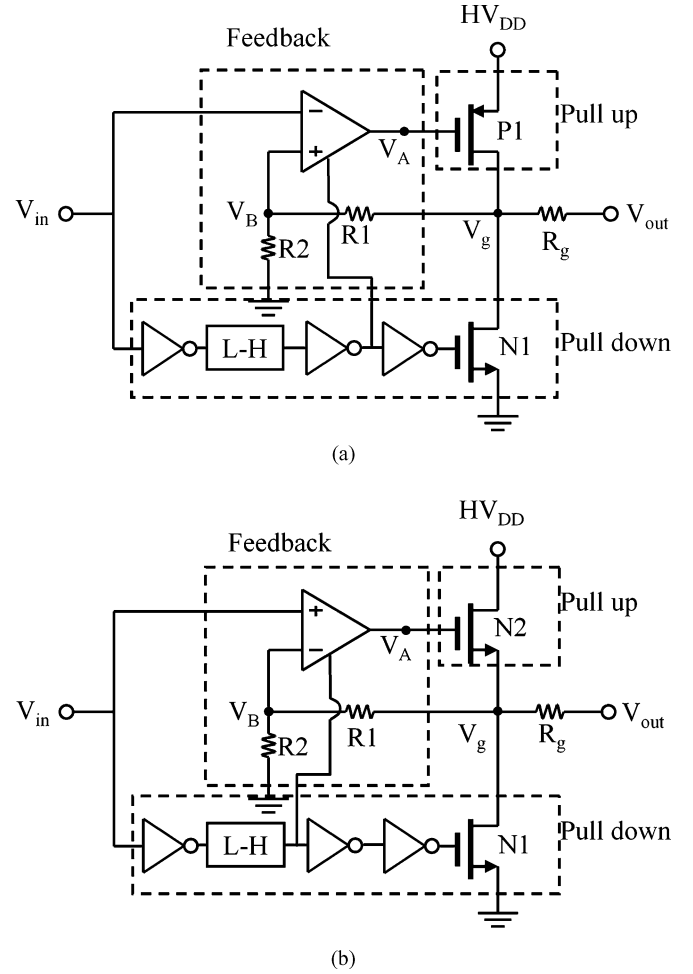 HVDD
Feedback
−
P1
Pull up
+
VA
Vin
VB
R1
Vg
Rg
Vout
R2
L-H
N1
Pull down
(a)
HVDD
Feedback
+
N2
Pull up
−
VA
Vin
VB
R1
Vg
Rg
Vout
R2
L-H
N1
Pull down
(b)